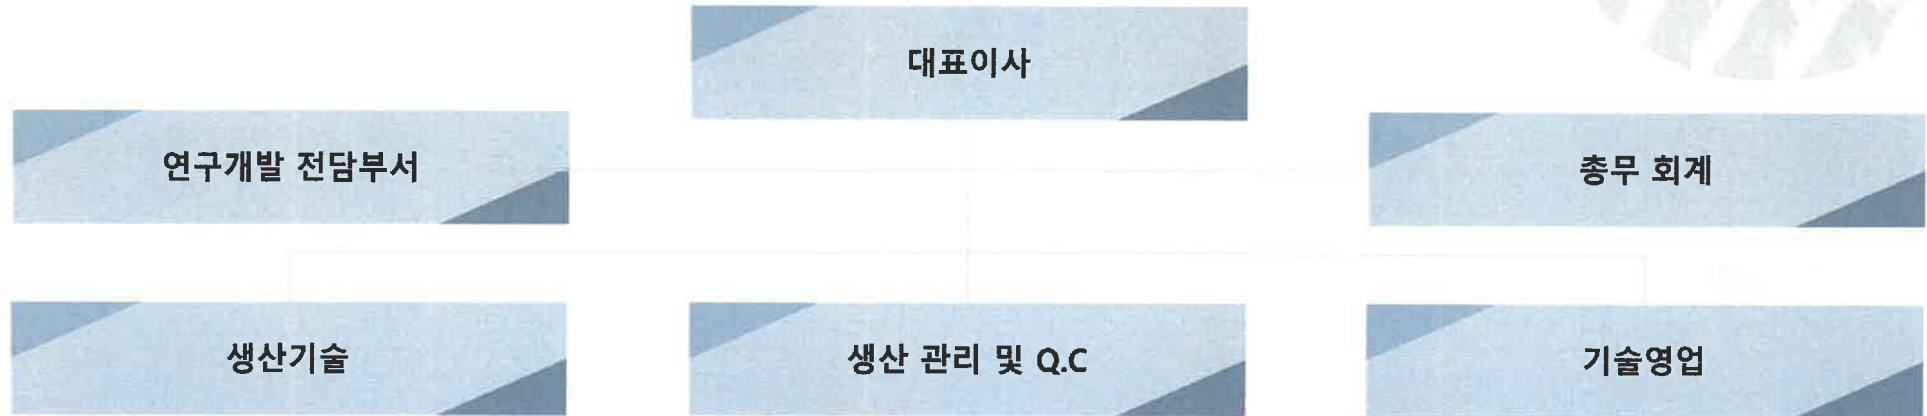 대표이사
연구개발 전담부서
총무 회계
생산기술
생산 관리 및 Q.C
기술영업